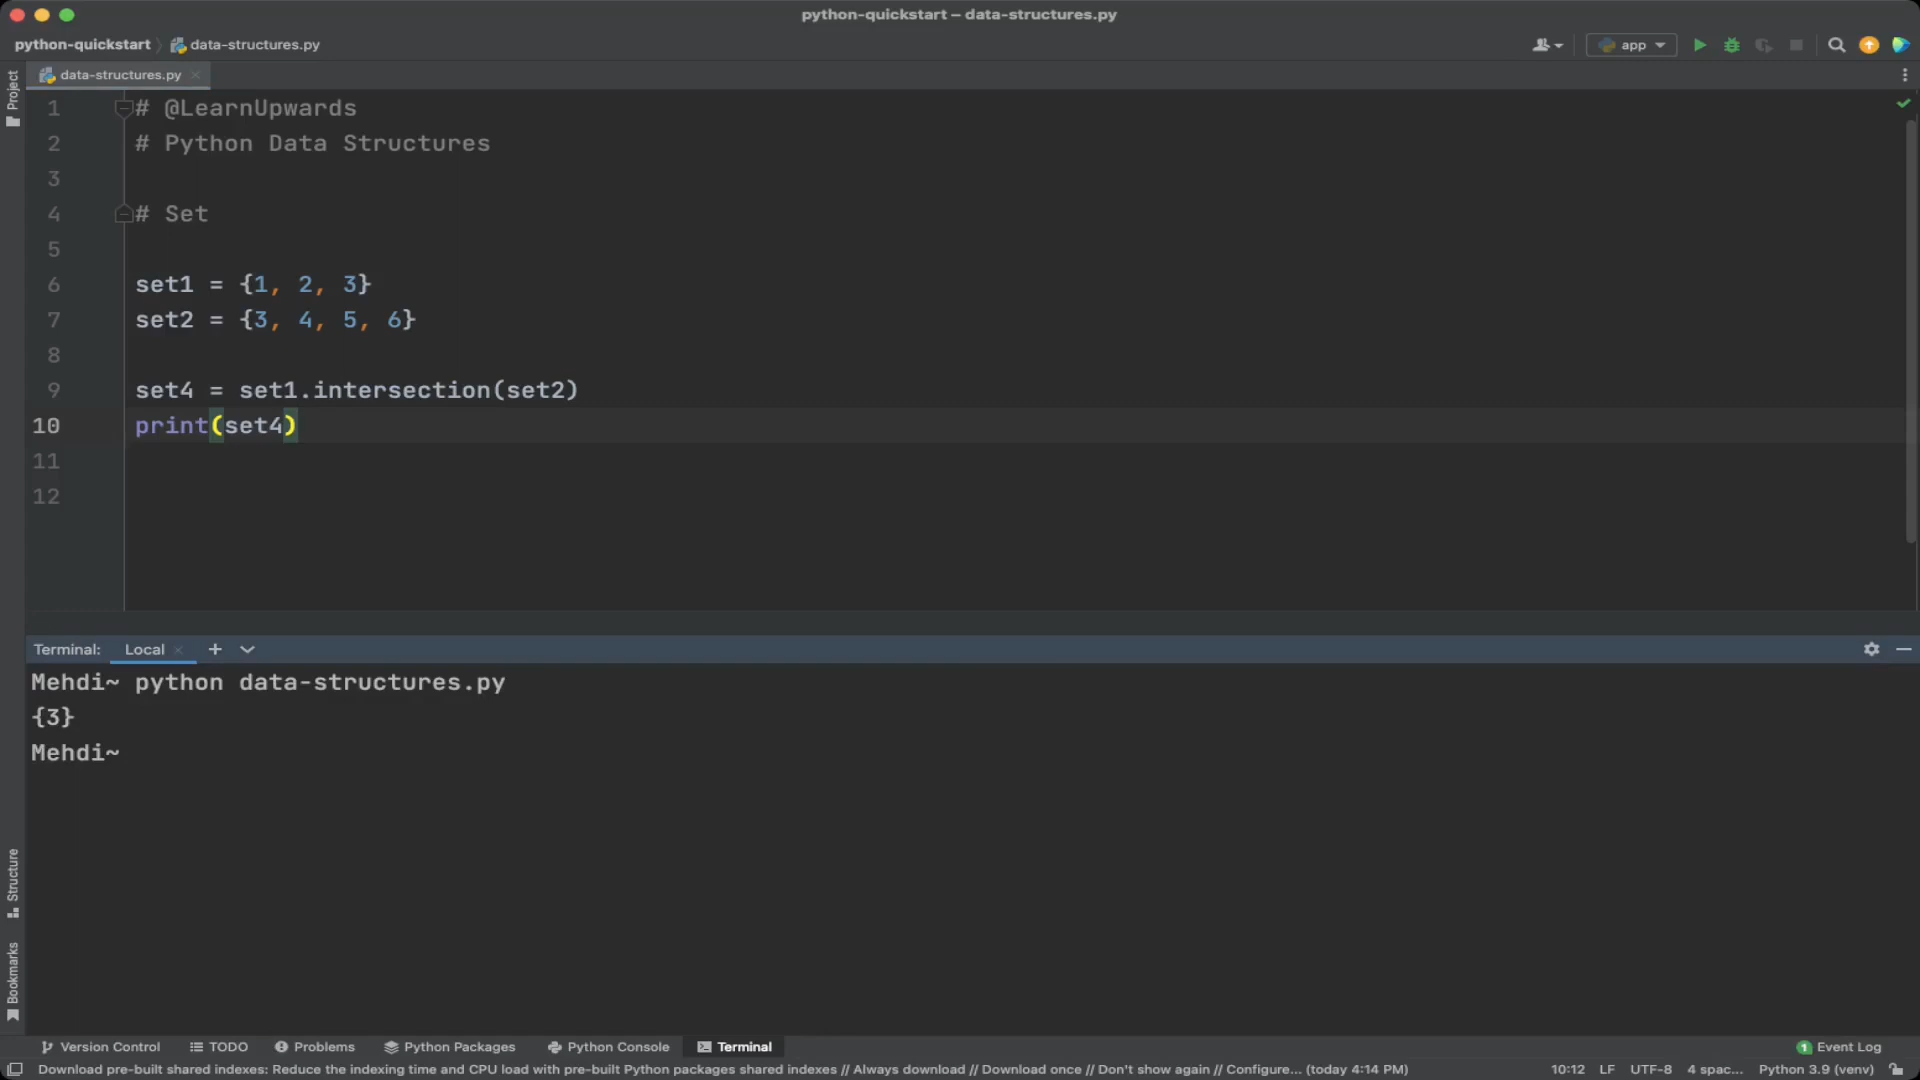 python-quickstart – data-structures.py
python-quickstart
data-structures.py
app
Project
data-structures.py
1 # @LearnUpwards
2 # Python Data Structures
3
4 # Set
5
6 set1 = {1, 2, 3}
7 set2 = {3, 4, 5, 6}
8
9 set4 = set1.intersection(set2)
10 print(set4)
11
12
Terminal: Local
Mehdi~ python data-structures.py
{3}
Mehdi~
Structure
Bookmarks
Version Control TODO Problems Python Packages Python Console Terminal 1 Event Log
Download pre-built shared indexes: Reduce the indexing time and CPU load with pre-built Python packages shared indexes // Always download // Download once // Don't show again // Configure... (today 4:14 PM) 10:12 LF UTF-8 4 spac... Python 3.9 (venv)